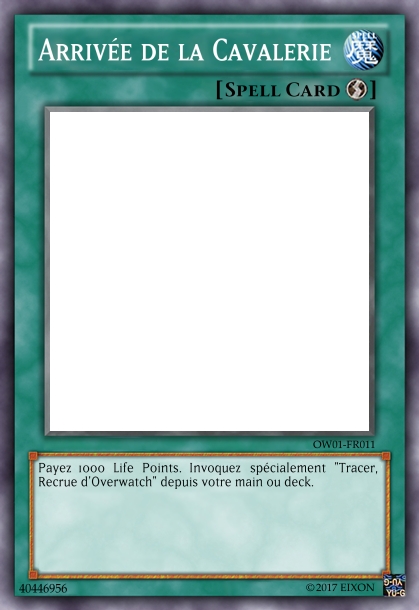 Arrivée de la Cavalerie 魔
[Spell Card]
OW01-FR011
Payez 1000 Life Points. Invoquez spécialement "Tracer,
Recrue d'Overwatch" depuis votre main ou deck.
40446956
©2017 EIXON